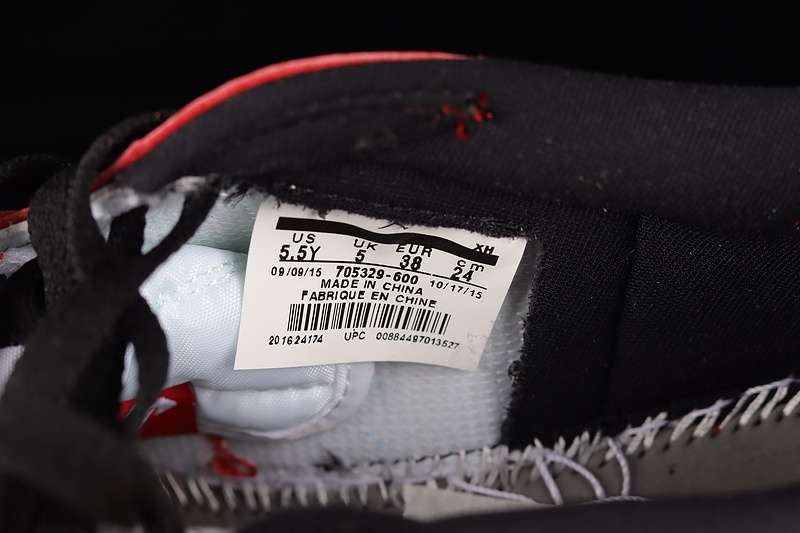 XH
US UK EUR cm
5.5Y 5 38 24
09/09/15 705329-600 10/17/15
MADE IN CHINA
FABRIQUE EN CHINE
201624174 UPC 00884497013527